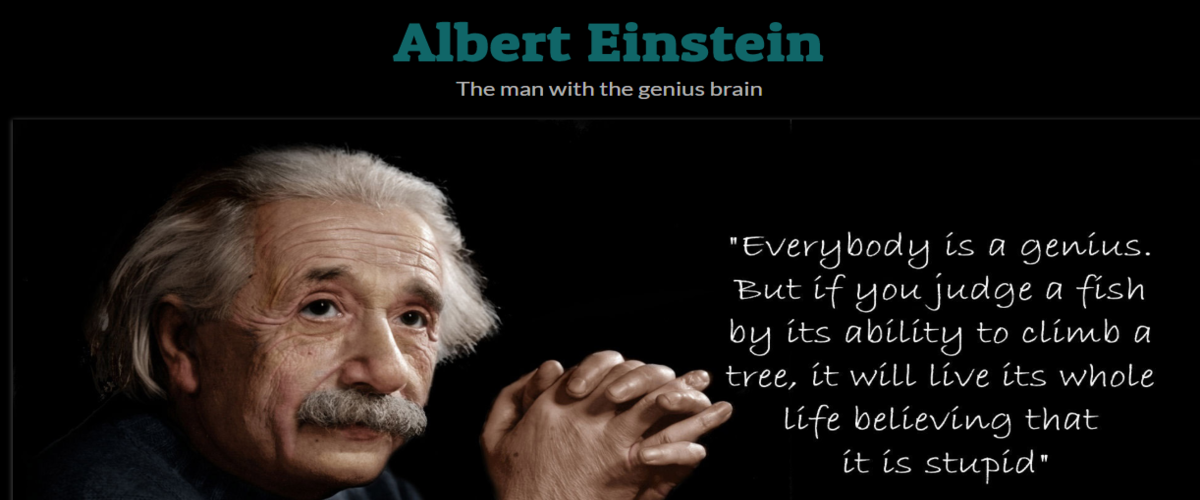 Albert Einstein
The man with the genius brain
"Everybody is a genius.
But if you judge a fish
by its ability to climb a
tree, it will live its whole
life believing that
it is stupid"